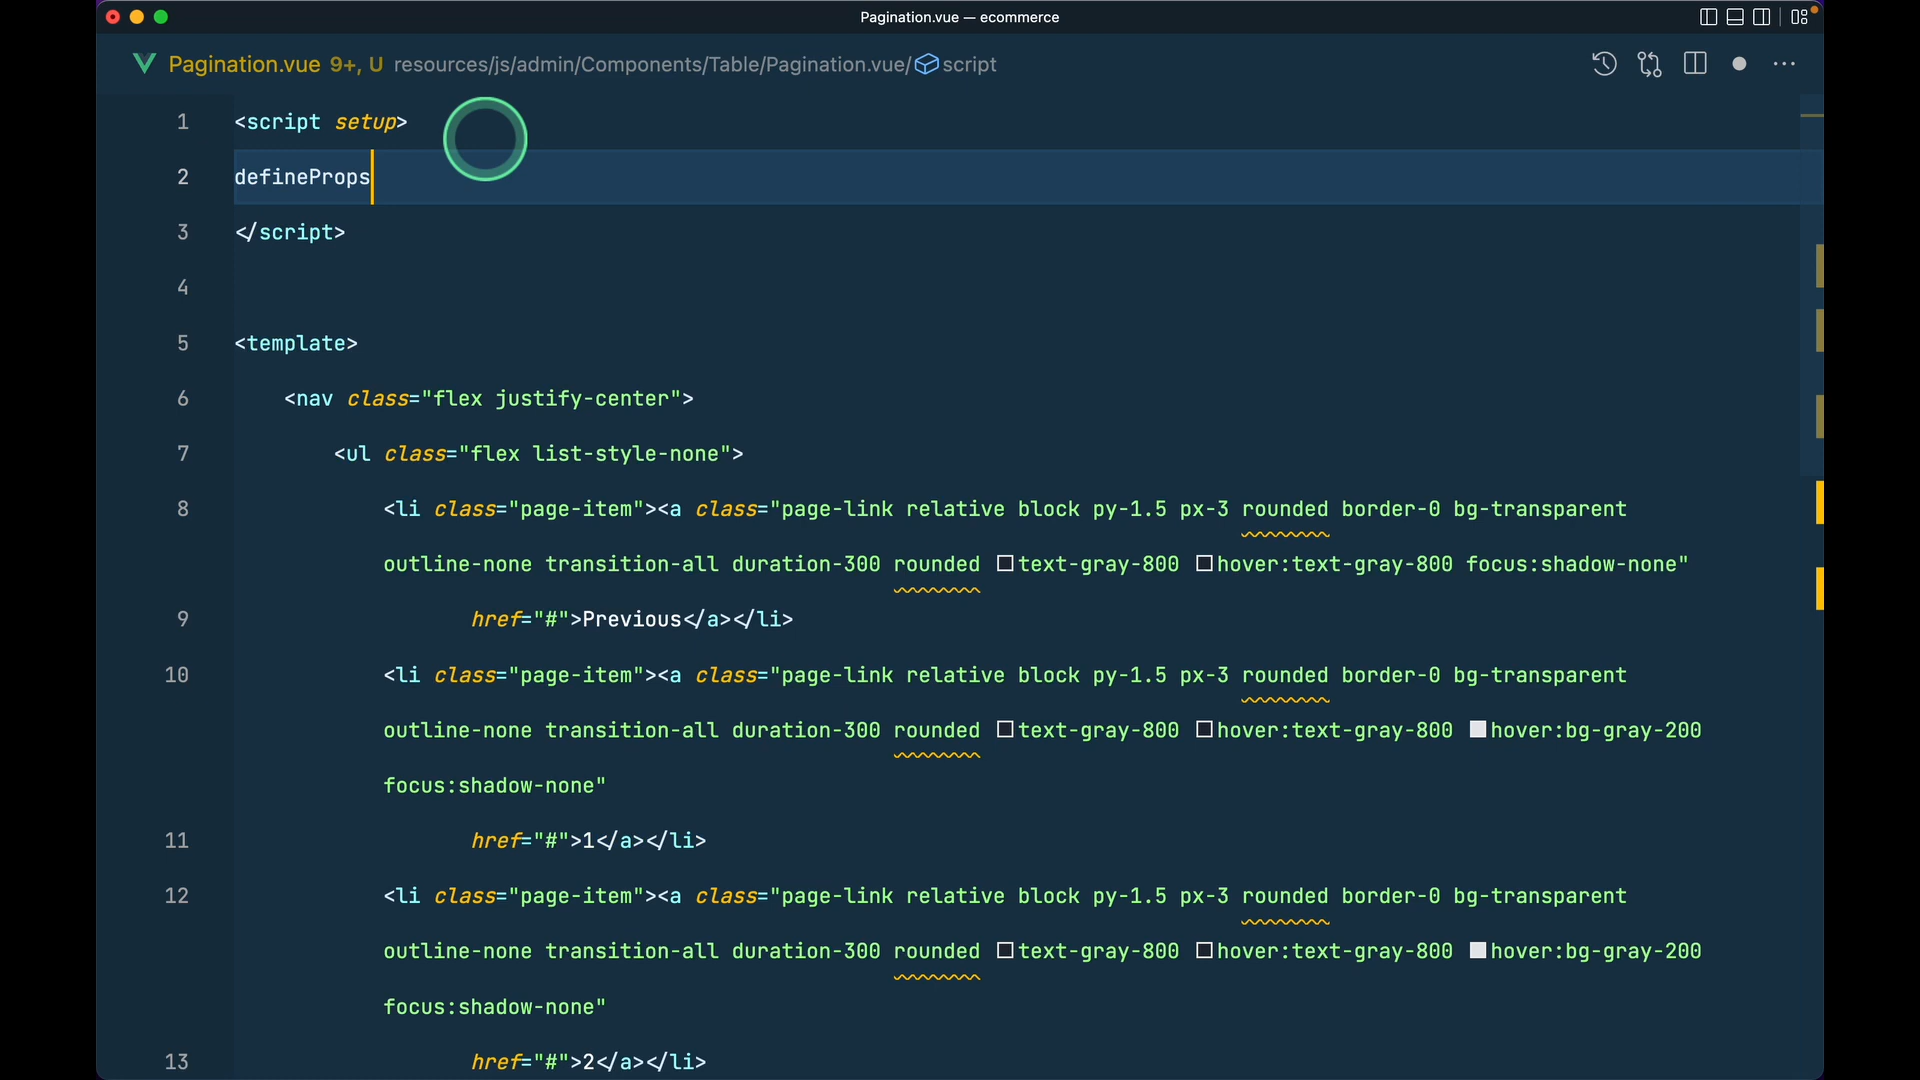 Pagination.vue — ecommerce
Pagination.vue 9+, U resources/js/admin/Components/Table/Pagination.vue/ script
1 <script setup>
2 defineProps
3 </script>
4
5 <template>
6 <nav class="flex justify-center">
7 <ul class="flex list-style-none">
8 <li class="page-item"><a class="page-link relative block py-1.5 px-3 rounded border-0 bg-transparent
outline-none transition-all duration-300 rounded text-gray-800 hover:text-gray-800 focus:shadow-none"
9 href="#">Previous</a></li>
10 <li class="page-item"><a class="page-link relative block py-1.5 px-3 rounded border-0 bg-transparent
outline-none transition-all duration-300 rounded text-gray-800 hover:text-gray-800 hover:bg-gray-200
focus:shadow-none"
11 href="#">1</a></li>
12 <li class="page-item"><a class="page-link relative block py-1.5 px-3 rounded border-0 bg-transparent
outline-none transition-all duration-300 rounded text-gray-800 hover:text-gray-800 hover:bg-gray-200
focus:shadow-none"
13 href="#">2</a></li>